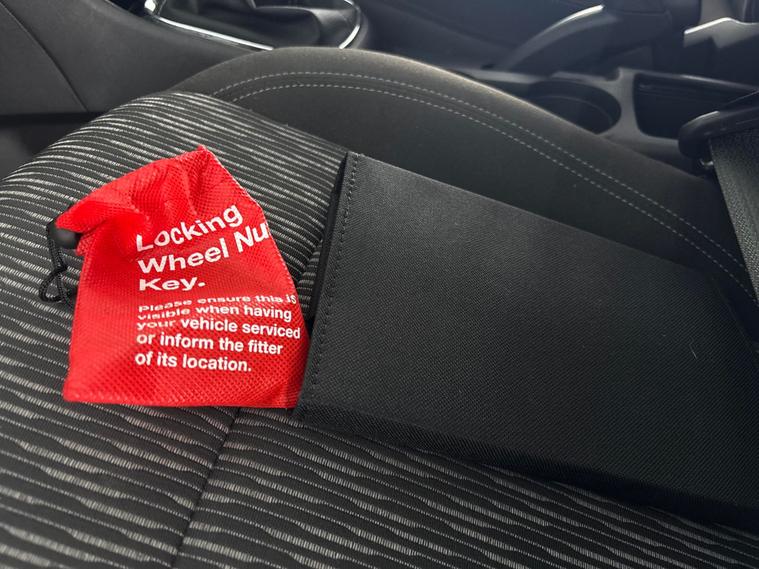 Locking
Wheel Nu
Key.
Please ensure this is
visible when having
your vehicle serviced
or inform the fitter
of its location.